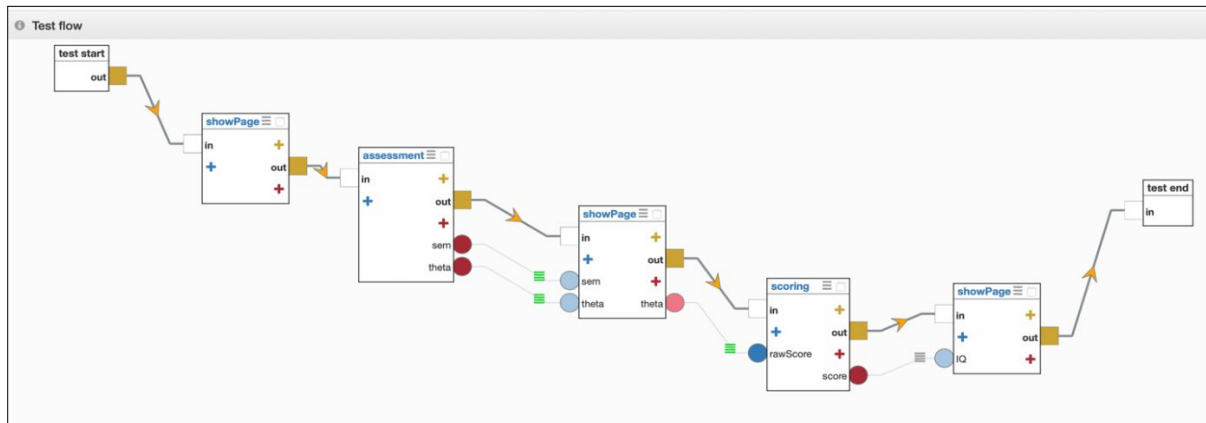 Test flow
test start
out
showPage
in
out
assessment
in
out
sem
theta
showPage
in
out
sem
theta
theta
scoring
in
out
rawScore
score
showPage
in
out
IQ
test end
in